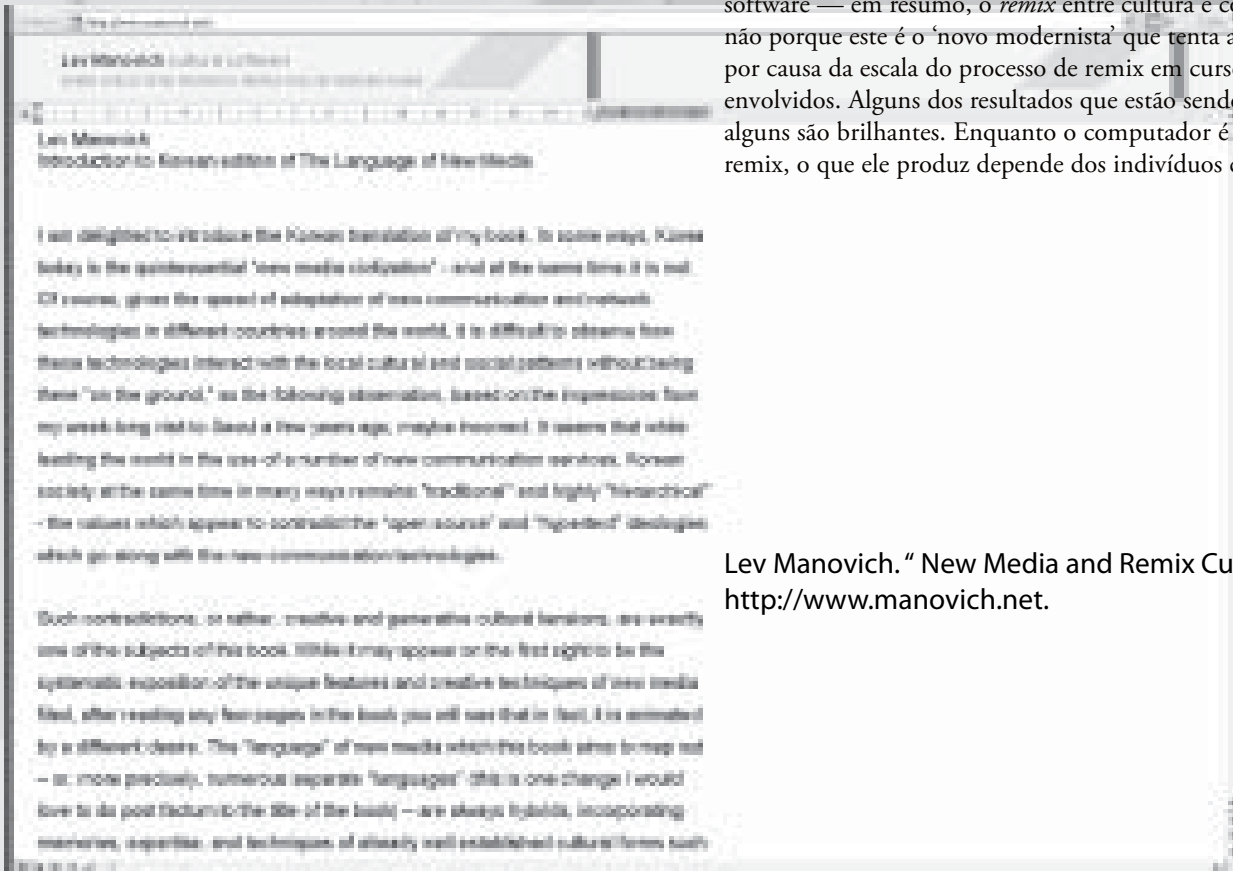 Lev Manovich
Lev Manovich
Introduction to Korean edition of The Language of New Media
I am delighted to introduce the Korean translation of my book. In some ways, Korea
today is the quintessential "new media civilization" - and at the same time it is not.
Of course, given the speed of adaptation of new communication and network
technologies in different countries around the world, it is difficult to observe how
these technologies interact with the local cultural and social patterns without being
there "on the ground," so the following observation, based on the impressions from
my week-long visit to Seoul a few years ago, maybe incorrect. It seems that while
leading the world in the use of a number of new communication services, Korean
society at the same time in many ways remains "traditional" and highly "hierarchical"
- the values which appear to contradict the "open source" and "hypertext" ideologies
which go along with the new communication technologies.
Such contradictions, or rather, creative and generative cultural tensions, are exactly
one of the subjects of this book. While it may appear on the first sight to be the
systematic exposition of the unique features and creative techniques of new media
filed, after reading any few pages in the book you will see that in fact, it is animated
by a different desire. The "language" of new media which this book aims to map out
– or, more precisely, numerous separate "languages" (this is one change I would
love to do post factum to the title of the book) – are always hybrids, incorporating
memories, expertise, and techniques of already well established cultural forms such
software — em resumo, o remix entre cultura e
não porque este é o 'novo modernista' que tenta
por causa da escala do processo de remix em
envolvidos. Alguns dos resultados que estão
alguns são brilhantes. Enquanto o computador é
remix, o que ele produz depende dos indivíduos
Lev Manovich. “ New Media and Remix
http://www.manovich.net.